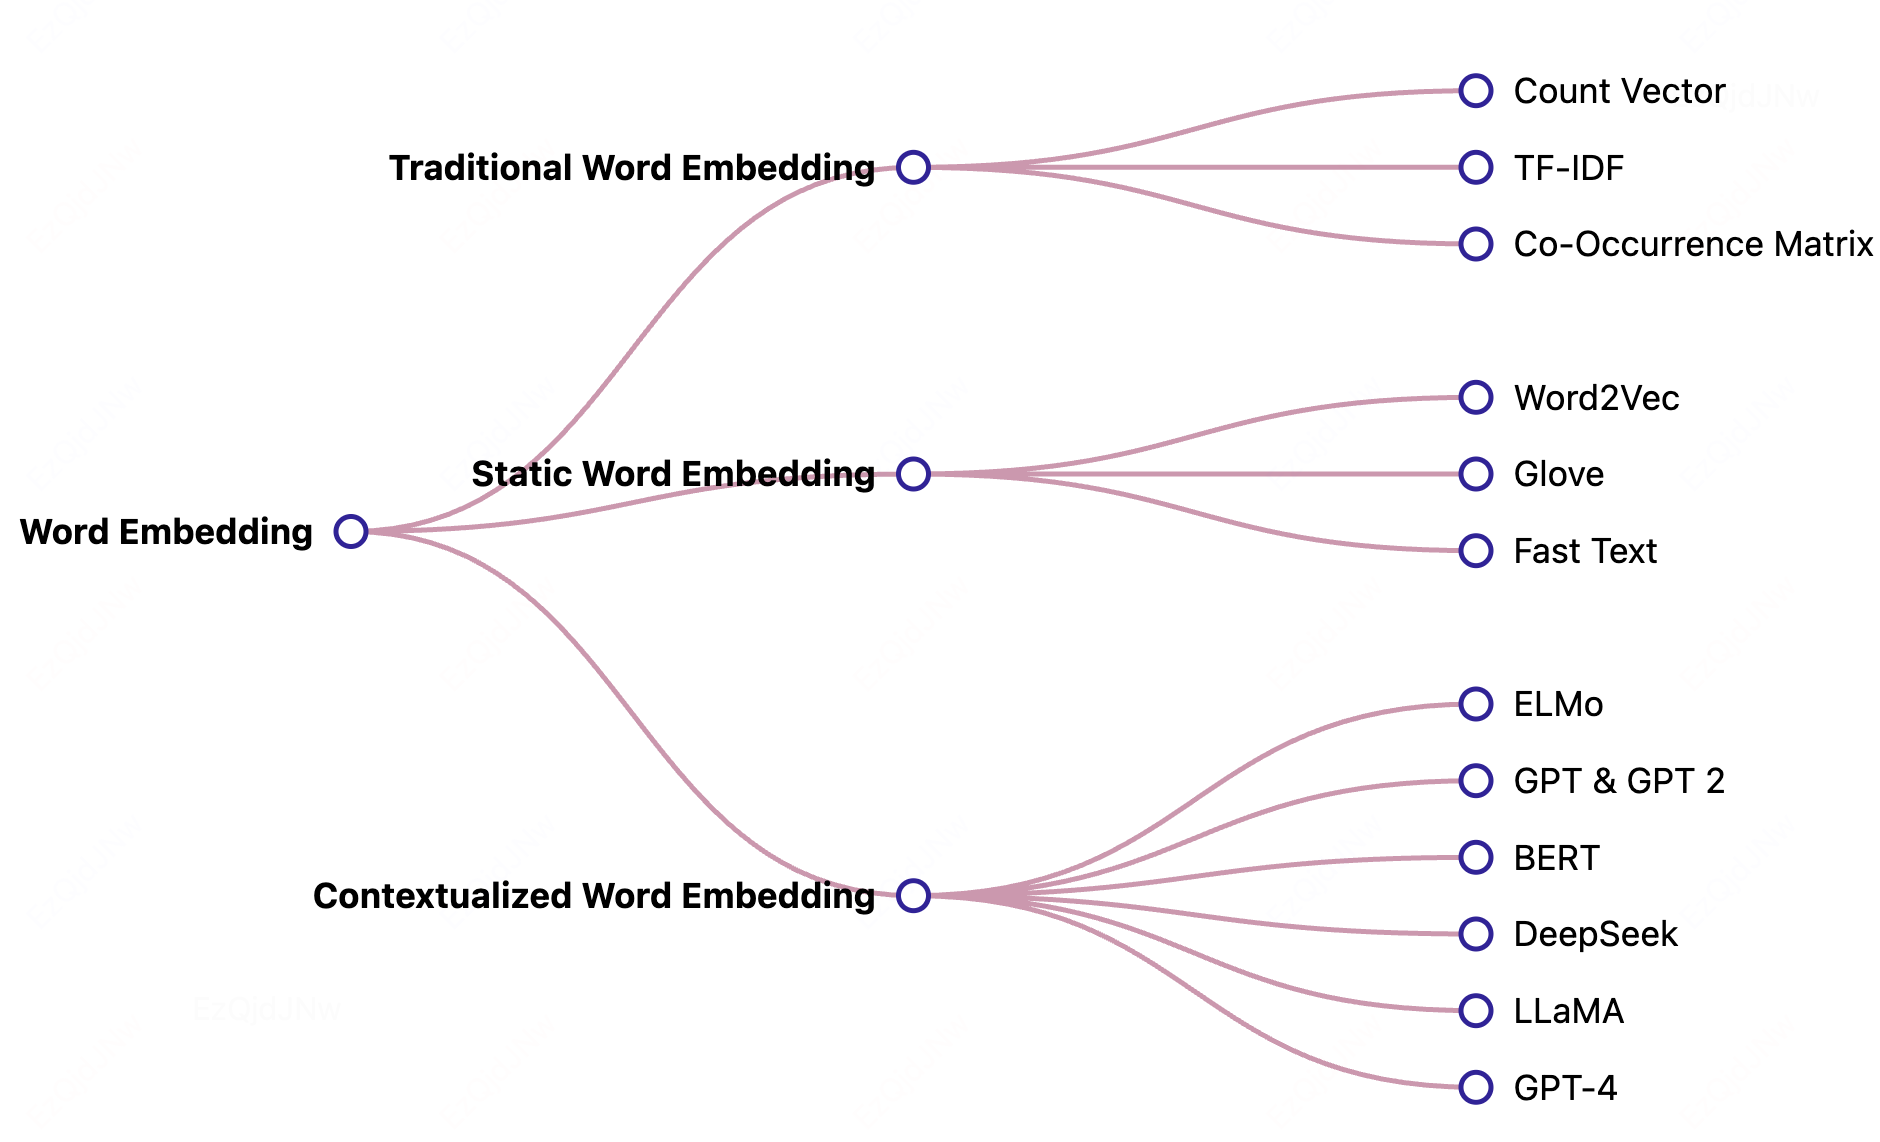 Count Vector
Traditional Word Embedding
TF-IDF
Co-Occurrence Matrix
Word2Vec
Static Word Embedding
Glove
Word Embedding
Fast Text
ELMo
GPT & GPT 2
BERT
Contextualized Word Embedding
DeepSeek
LLaMA
GPT-4
EzQjdJNw